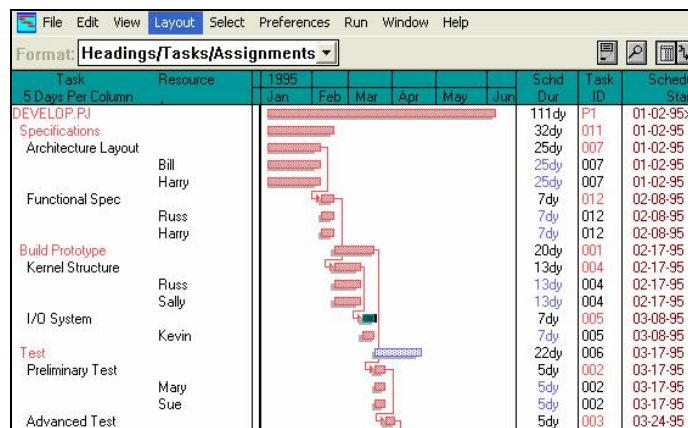 File Edit View Layout Select Preferences Run Window Help
Format: Headings/Tasks/Assignments
Task Resource 1995 Schd Task
5 Days Per Column Jan Feb Mar Apr May Jun Dur ID
DEVELOP.PJ 111dy P1 01-02-95
Specifications 32dy 011 01-02-95
Architecture Layout 25dy 007 01-02-95
Bill 25dy 007 01-02-95
Harry 25dy 007 01-02-95
Functional Spec 7dy 012 02-08-95
Russ 7dy 012 02-08-95
Harry 7dy 012 02-08-95
Build Prototype 20dy 001 02-17-95
Kernel Structure 13dy 004 02-17-95
Russ 13dy 004 02-17-95
Sally 13dy 004 02-17-95
I/O System 7dy 005 03-08-95
Kevin 7dy 005 03-08-95
Test 22dy 006 03-17-95
Preliminary Test 5dy 002 03-17-95
Mary 5dy 002 03-17-95
Sue 5dy 002 03-17-95
Advanced Test 5dy 003 03-24-95